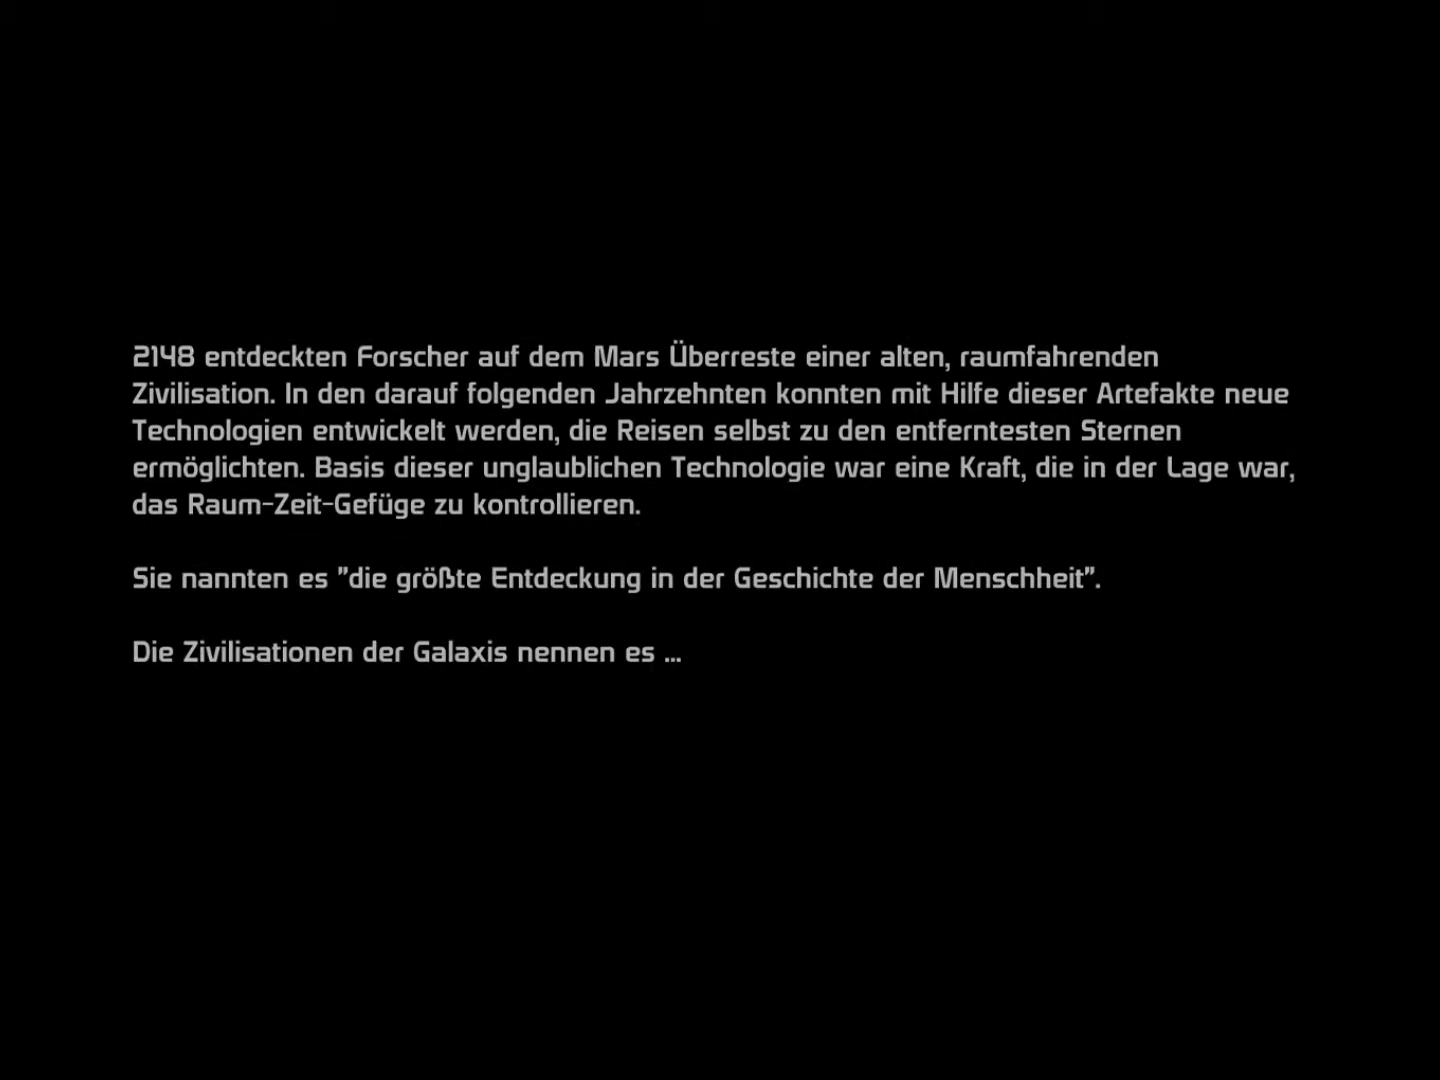 2148 entdeckten Forscher auf dem Mars Überreste einer alten, raumfahrenden
Zivilisation. In den darauf folgenden Jahrzehnten konnten mit Hilfe dieser Artefakte neue
Technologien entwickelt werden, die Reisen selbst zu den entferntesten Sternen
ermöglichten. Basis dieser unglaublichen Technologie war eine Kraft, die in der Lage war,
das Raum-Zeit-Gefüge zu kontrollieren.
Sie nannten es "die größte Entdeckung in der Geschichte der Menschheit".
Die Zivilisationen der Galaxis nennen es ...